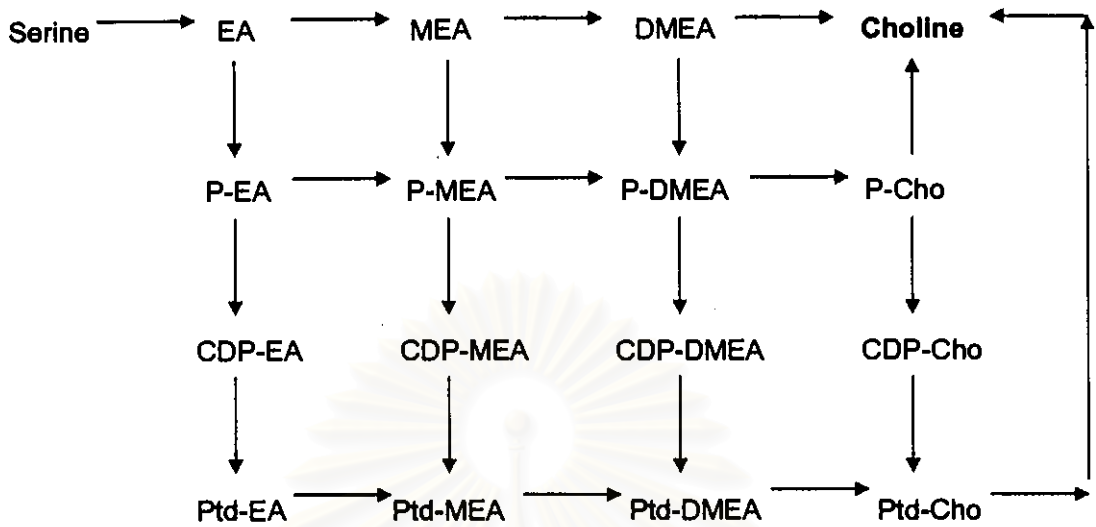 Serine EA MEA DMEA Choline
P-EA P-MEA P-DMEA P-Cho
CDP-EA CDP-MEA CDP-DMEA CDP-Cho
Ptd-EA Ptd-MEA Ptd-DMEA Ptd-Cho